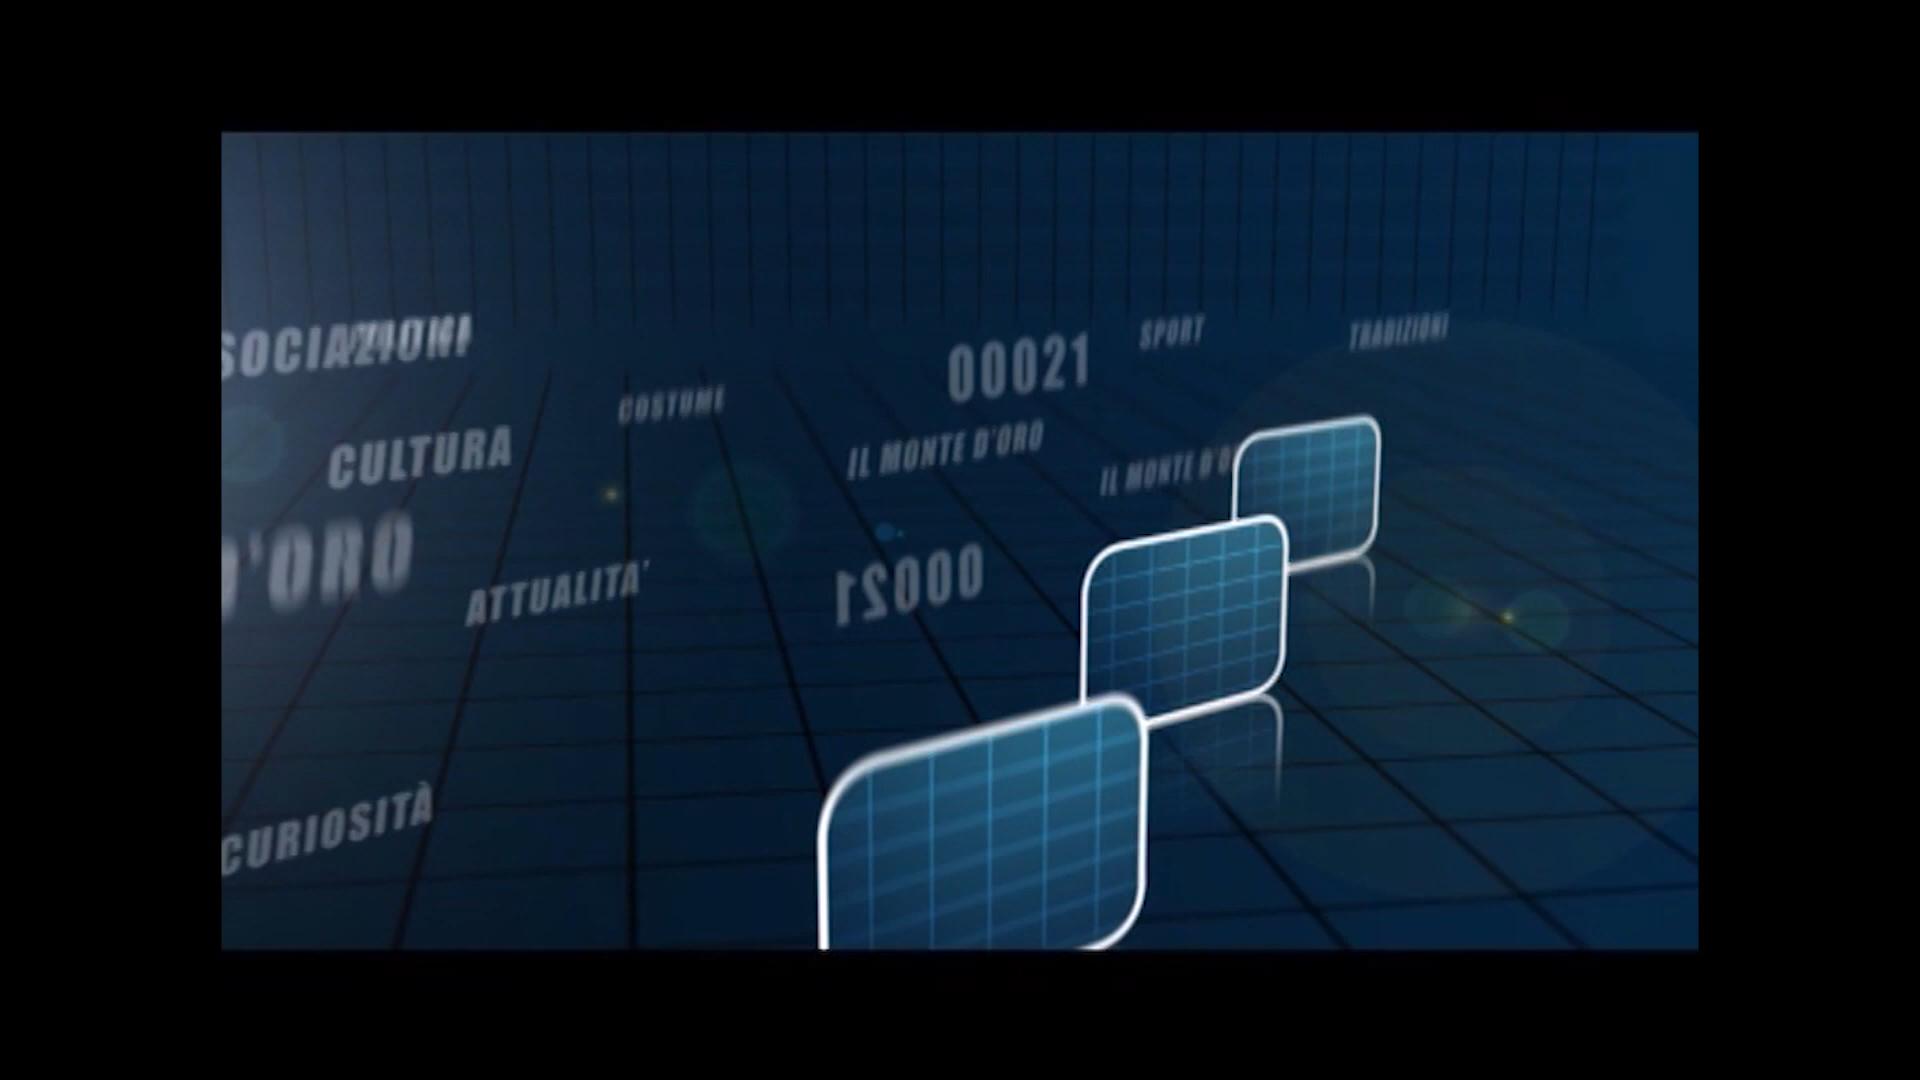 SOCIAZIONI
SPORT
TRADIZIONI
00021
COSTUME
CULTURA
IL MONTE D'ORO
IL MONTE D'O
D'ORO
ATTUALITA'
00021
CURIOSITÀ